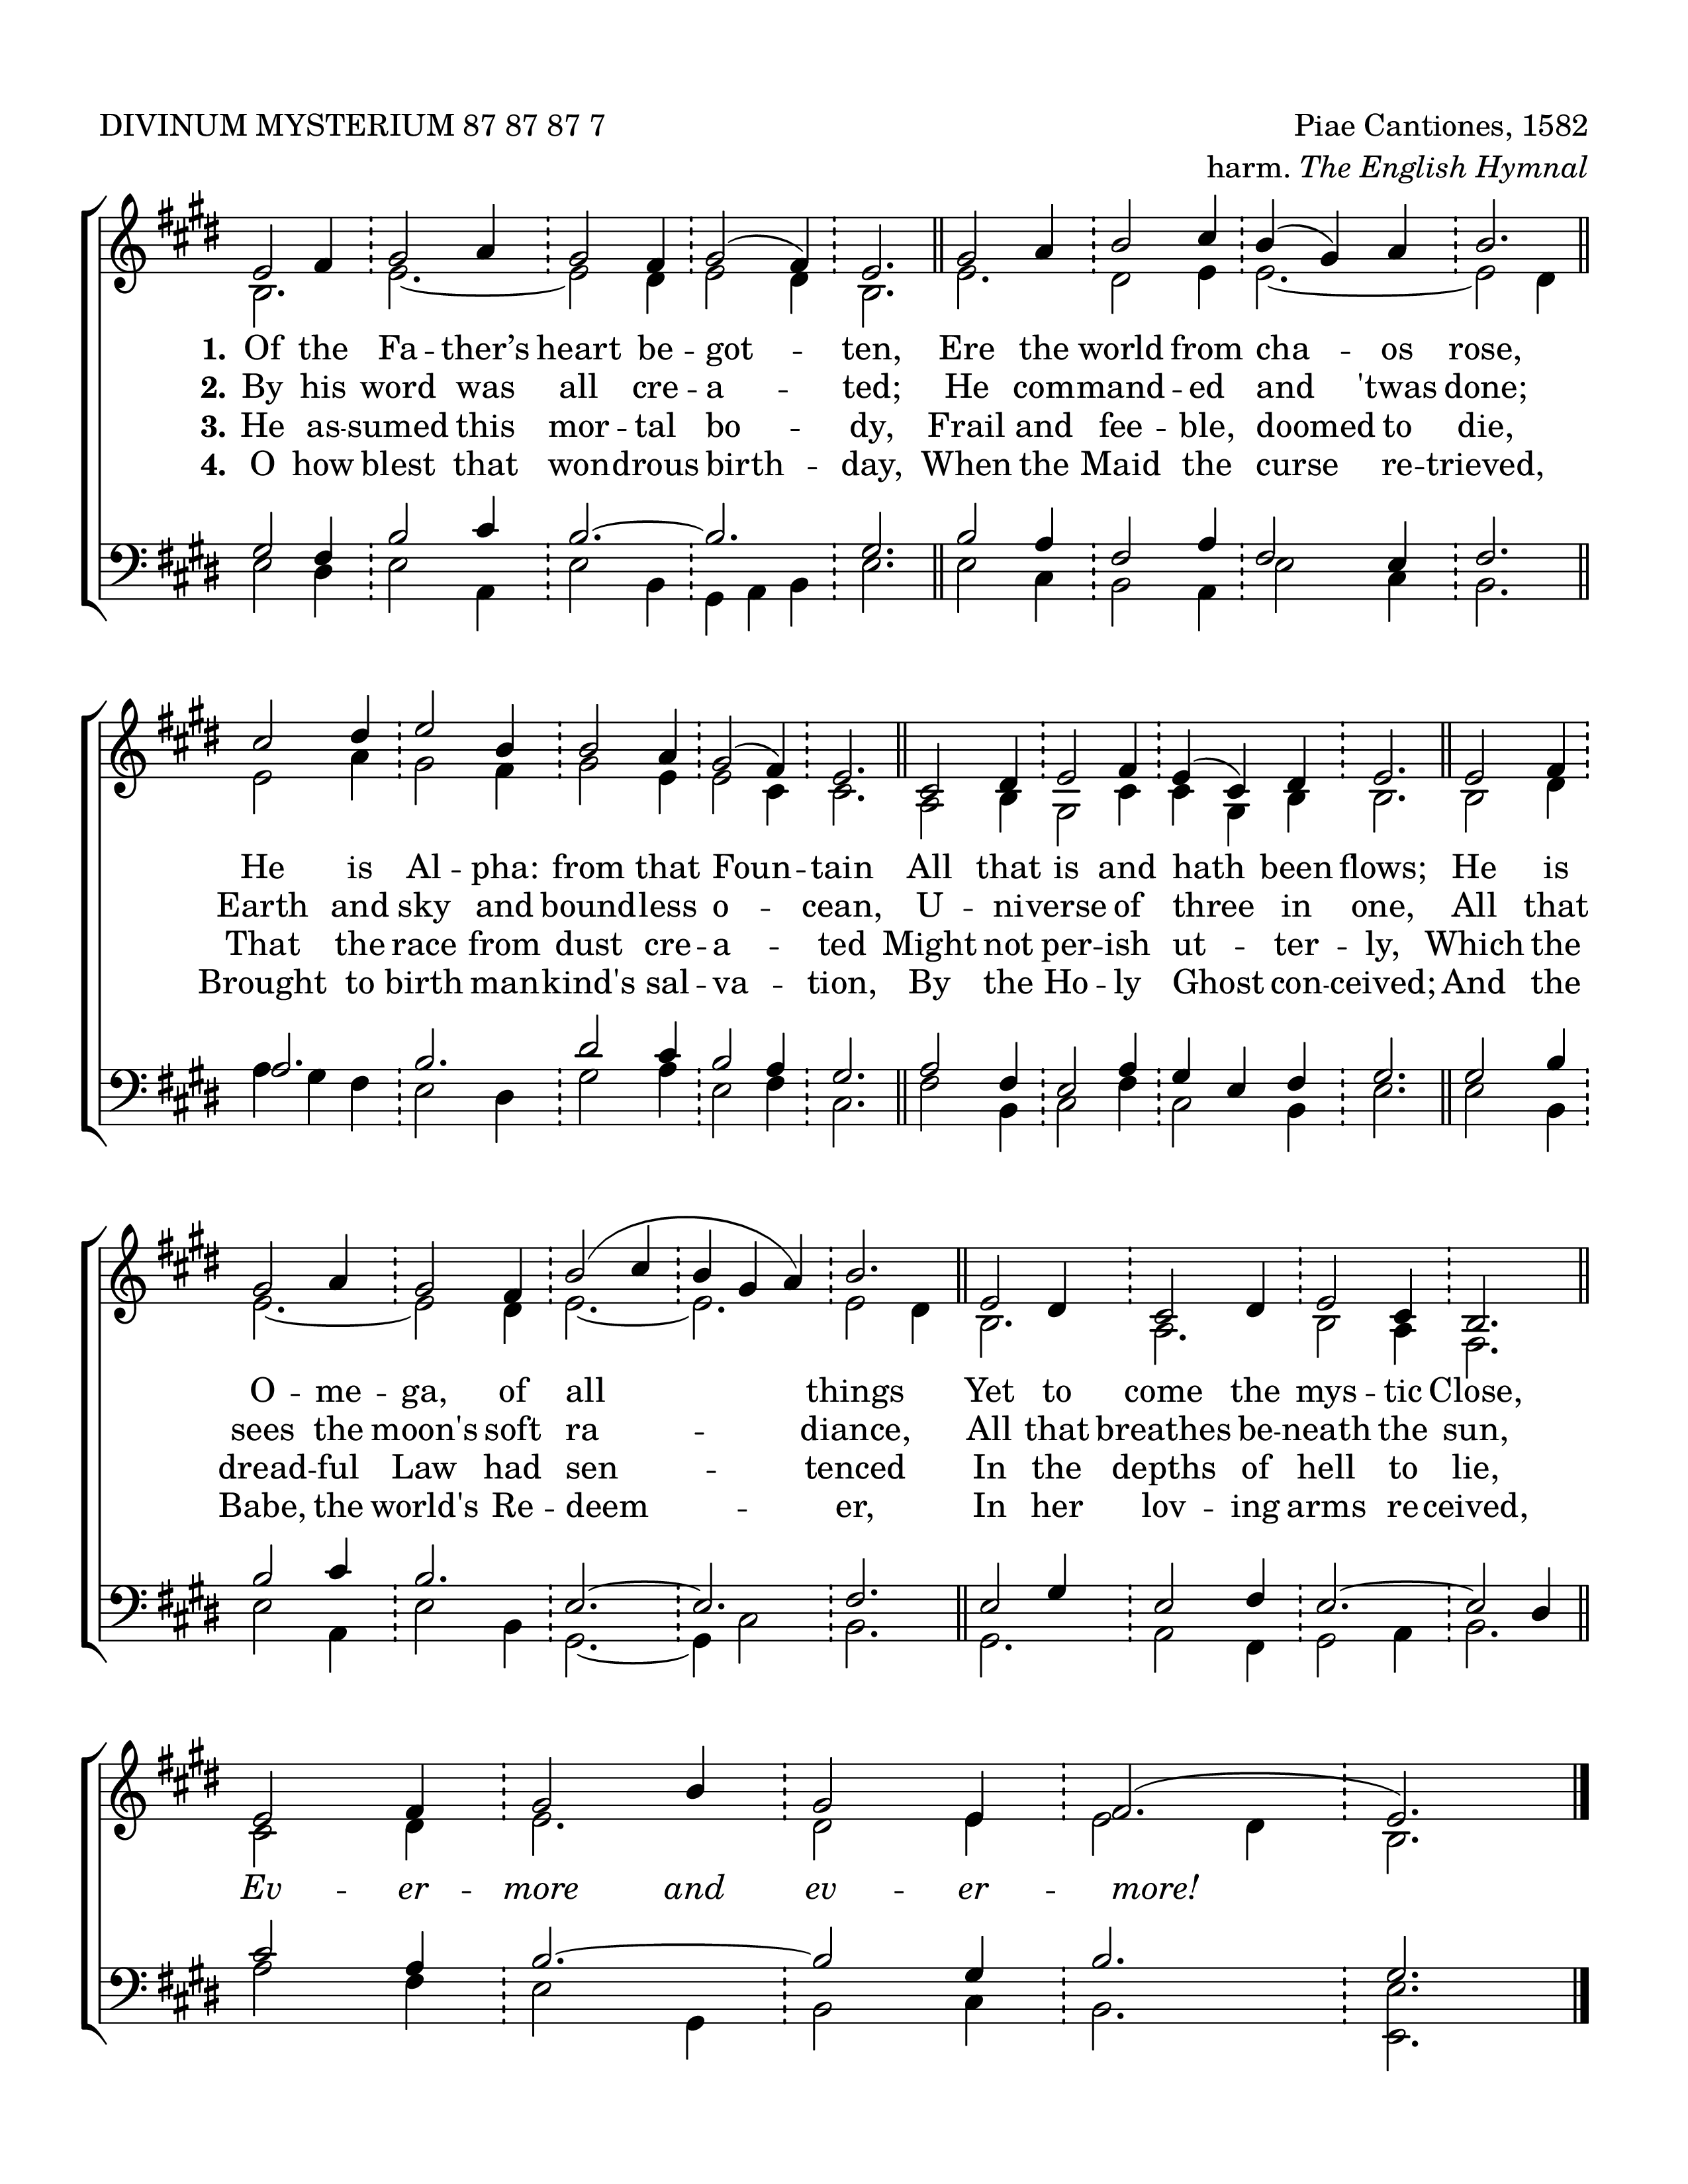 DIVINUM MYSTERIUM 87 87 87 7 Piae Cantiones, 1582
harm. The English Hymnal
1. Of the Fa -- ther’s heart be -- got -- ten, Ere the world from cha -- os rose,
2. By his word was all cre -- a -- ted; He command -- ed and 'twas done;
3. He as -- sumed this mor -- tal bo -- dy, Frail and fee -- ble, doomed to die,
4. O how blest that wondrous birth -- day, When the Maid the curse re -- trieved,
He is Al -- pha: from that Foun -- tain All that is and hath been flows; He is
Earth and sky and boundless o -- cean, U -- niverse of three in one, All that
That the race from dust cre -- a -- ted Might not per -- ish ut -- ter -- ly, Which the
Brought to birth mankind's sal -- va -- tion, By the Ho -- ly Ghost con -- ceived; And the
O -- me -- ga, of all things Yet to come the mys -- tic Close,
sees the moon's soft ra -- diance, All that breathes be -- neath the sun,
dread -- ful Law had sen -- tenced In the depths of hell to lie,
Babe, the world's Re -- deem -- er, In her lov -- ing arms received,
Ev -- er -- more and ev -- er -- more!